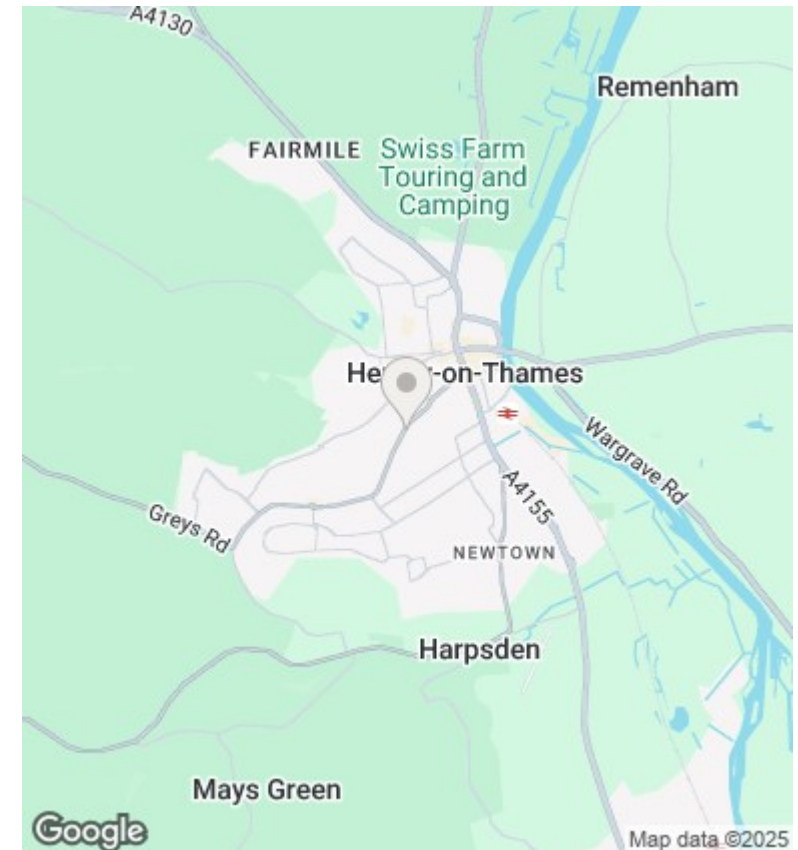 A4130
Remenham
FAIRMILE
Swiss Farm
Touring and
Camping
-on-Thames
Wargrave Rd
A4155
Greys Rd
NEWTOWN
Harpsden
Mays Green
Google
Map data ©2025